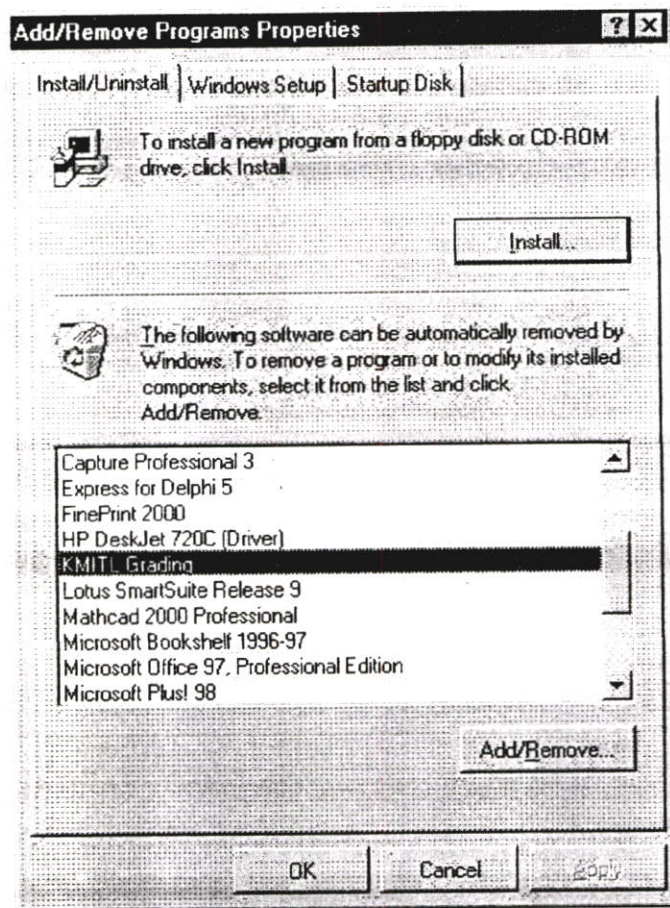 Add/Remove Programs Properties
Install/Uninstall Windows Setup Startup Disk
To install a new program from a floppy disk or CD-ROM
drive, click Install.
Install...
The following software can be automatically removed by
Windows. To remove a program or to modify its installed
components, select it from the list and click
Add/Remove.
Capture Professional 3
Express for Delphi 5
FinePrint 2000
HP DeskJet 720C (Driver)
KMITL Grading
Lotus SmartSuite Release 9
Mathcad 2000 Professional
Microsoft Bookshelf 1996-97
Microsoft Office 97, Professional Edition
Microsoft Plus! 98
Add/Remove...
OK Cancel Apply